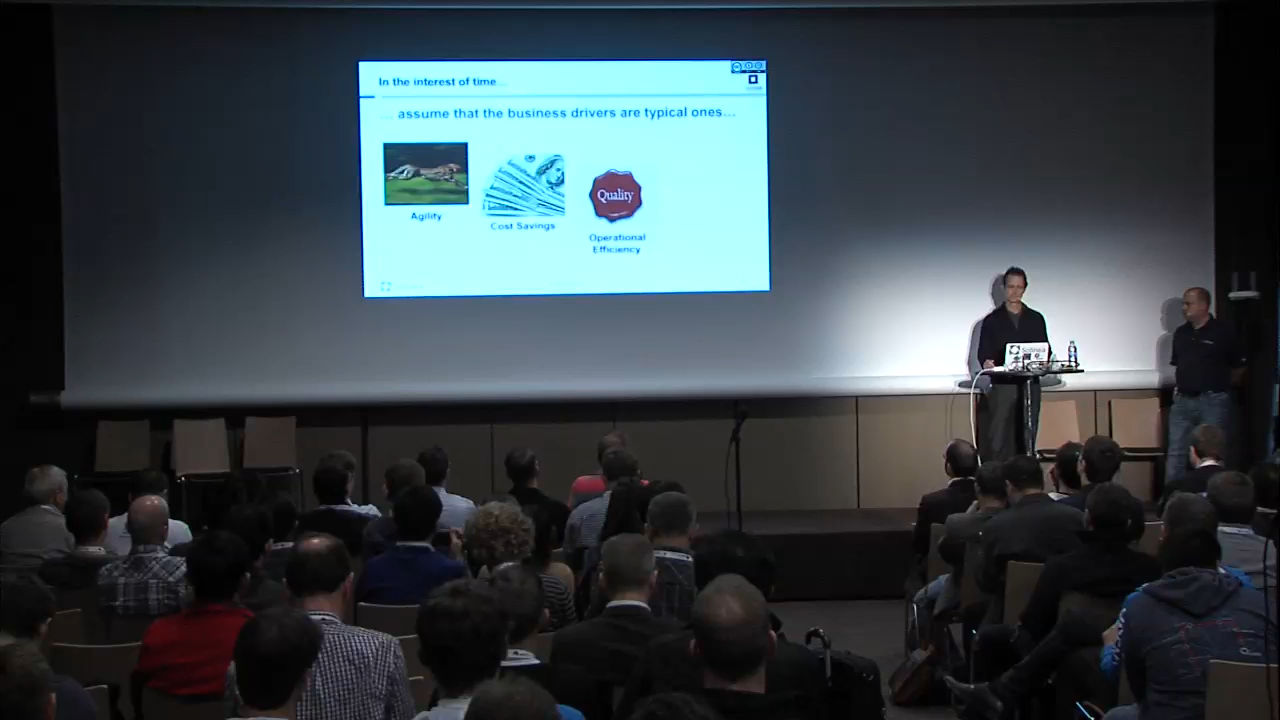 In the interest of time...
... assume that the business drivers are typical ones...
Quality
Agility
Cost Savings
Operational
Efficiency
Solinea